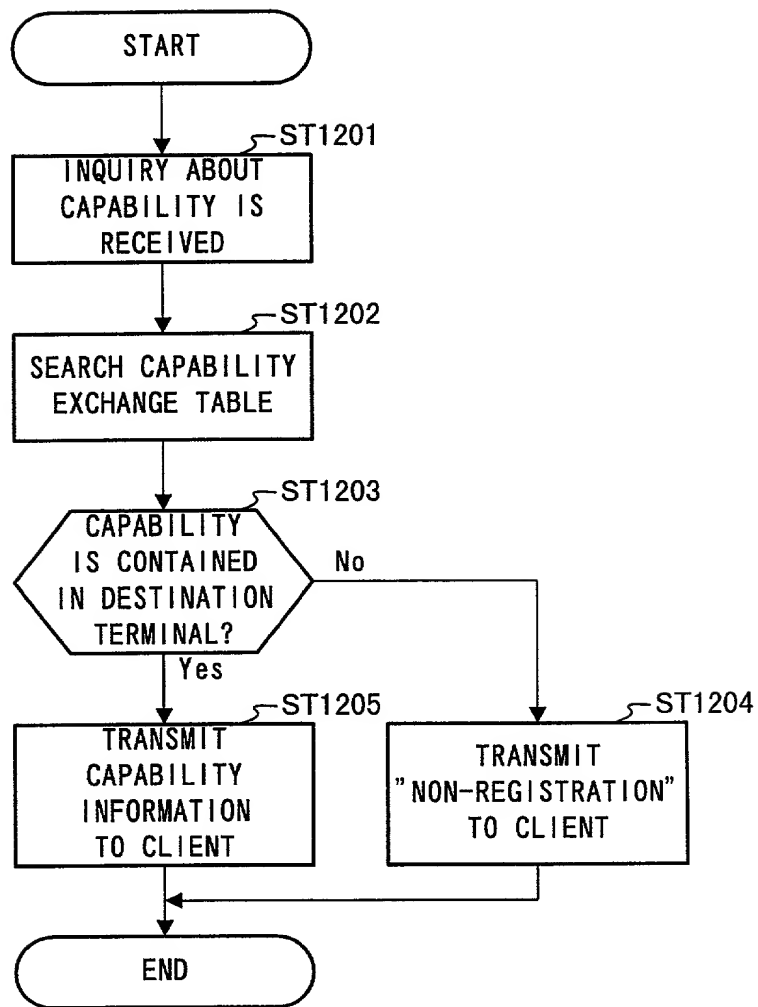 START
ST1201
INQUIRY ABOUT
CAPABILITY IS
RECEIVED
ST1202
SEARCH CAPABILITY
EXCHANGE TABLE
ST1203
CAPABILITY
IS CONTAINED
IN DESTINATION
TERMINAL?
No
Yes
ST1205
TRANSMIT
CAPABILITY
INFORMATION
TO CLIENT
ST1204
TRANSMIT
"NON-REGISTRATION"
TO CLIENT
END